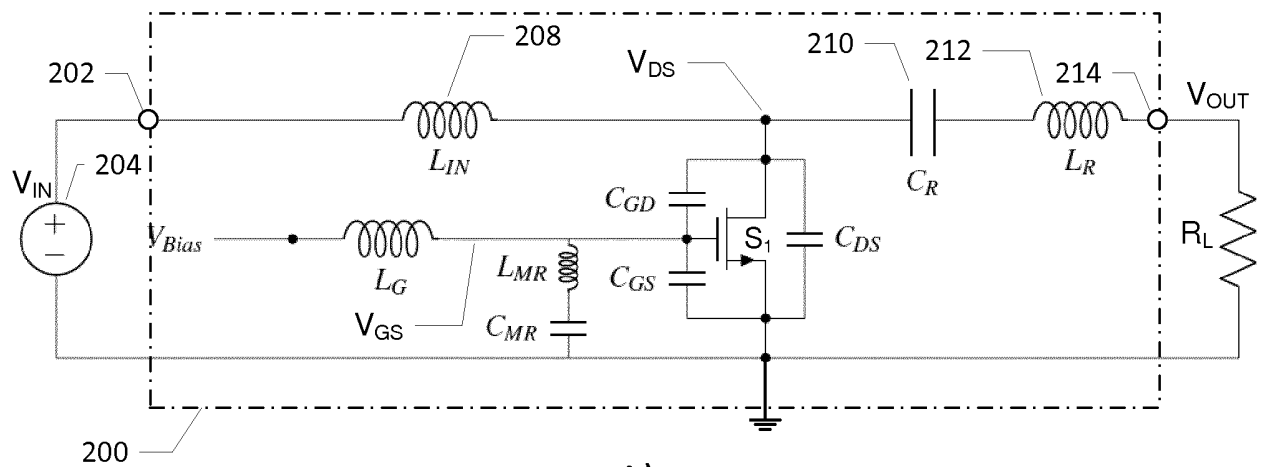 208
210
212
214
202
V_DS
V_OUT
204
L_IN
C_R
L_R
V_IN
C_GD
V_Bias
S_1
C_DS
R_L
L_G
L_MR
C_GS
V_GS
C_MR
200